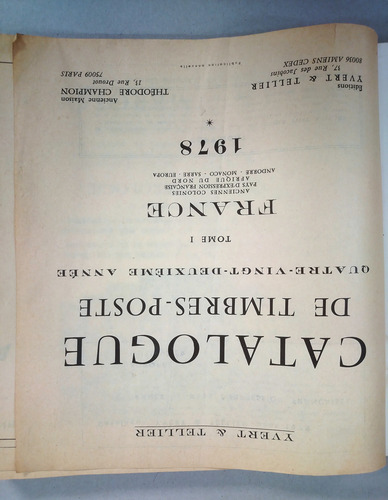 YVERT & TELLIER
CATALOGUE
DE TIMBRES-POSTE
QUATRE-VINGT-DEUXIÈME ANNÉE
TOME I
FRANCE
ANCIENNES COLONIES
PAYS D'EXPRESSION FRANÇAISE
AFRIQUE DU NORD
ANDORRE - MONACO - SARRE - EUROPA
1978
*
Éditions
YVERT & TELLIER
37, Rue des Jacobins
80036 AMIENS CEDEX
Ancienne Maison
THÉODORE CHAMPION
13, Rue Drouot
75009 PARIS